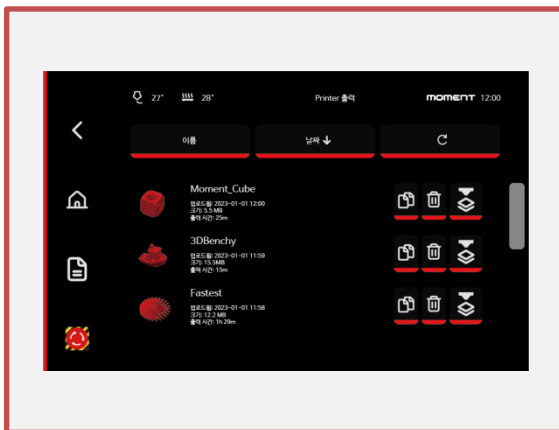 27° 28° Printer 출력 moment 12:00
이름 날짜
Moment_Cube
업로드됨: 2023-01-01 12:00
크기: 5.5 MB
출력 시간: 25m
3DBenchy
업로드됨: 2023-01-01 11:59
크기: 15.5MB
출력 시간: 15m
Fastest
업로드됨: 2023-01-01 11:58
크기: 12.2 MB
출력 시간: 1h 29m